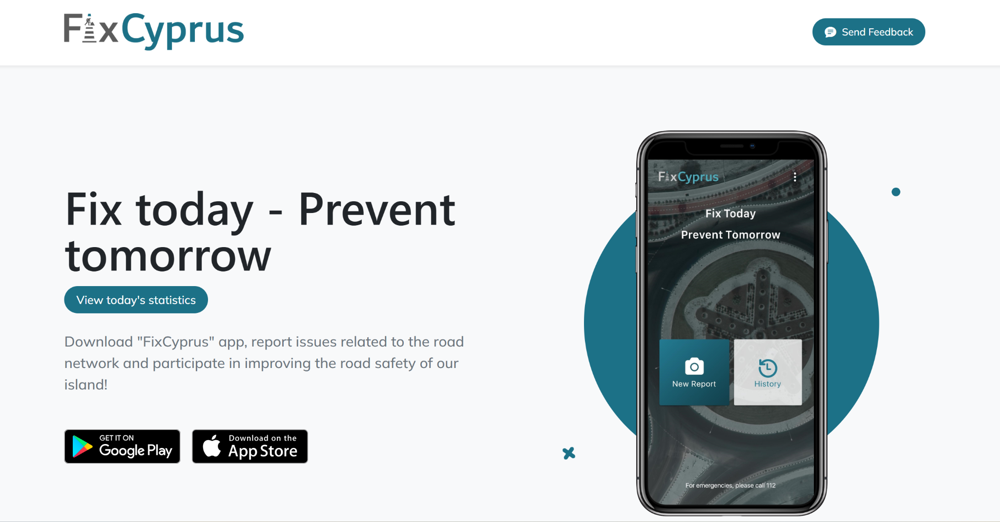 FixCyprus
Send Feedback
Fix today - Prevent
tomorrow
View today's statistics
Download "FixCyprus" app, report issues related to the road
network and participate in improving the road safety of our
island!
GET IT ON
Google Play
Download on the
App Store
FixCyprus
Fix Today
Prevent Tomorrow
New Report
History
For emergencies, please call 112